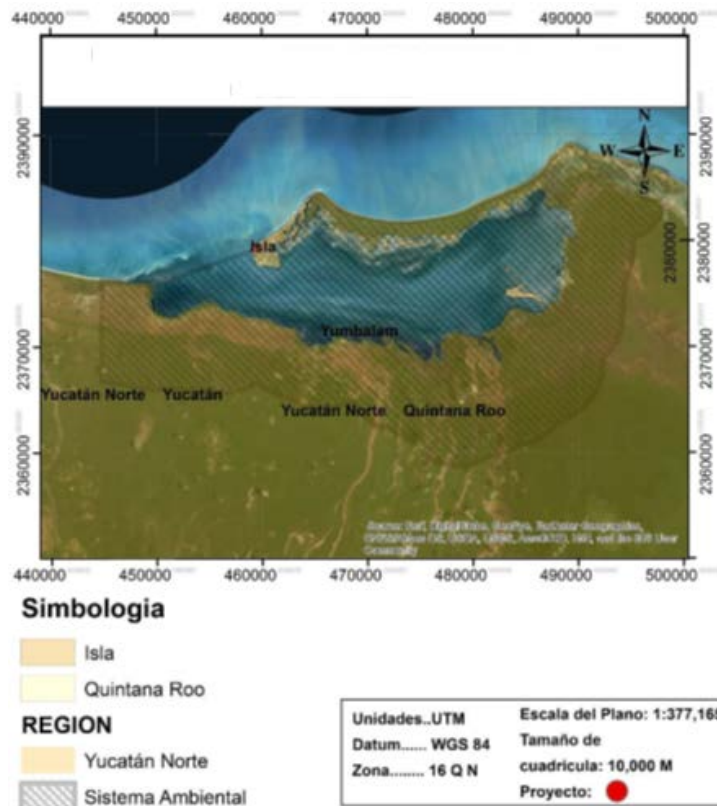 440000 450000 460000 470000 480000 490000 500000
N
W E
S
2390000 2390000
Isla
2380000 2380000
Yumbalam
2370000 2370000
Yucatán Norte Yucatán
Yucatán Norte Quintana Roo
2360000 2360000
Community
440000 450000 460000 470000 480000 490000 500000
Simbologia
Isla
Quintana Roo
REGION
Yucatán Norte
Sistema Ambiental
Unidades..UTM
Datum...... WGS 84
Zona........ 16 Q N
Escala del Plano: 1:377,168
Tamaño de
cuadrícula: 10,000 M
Proyecto: